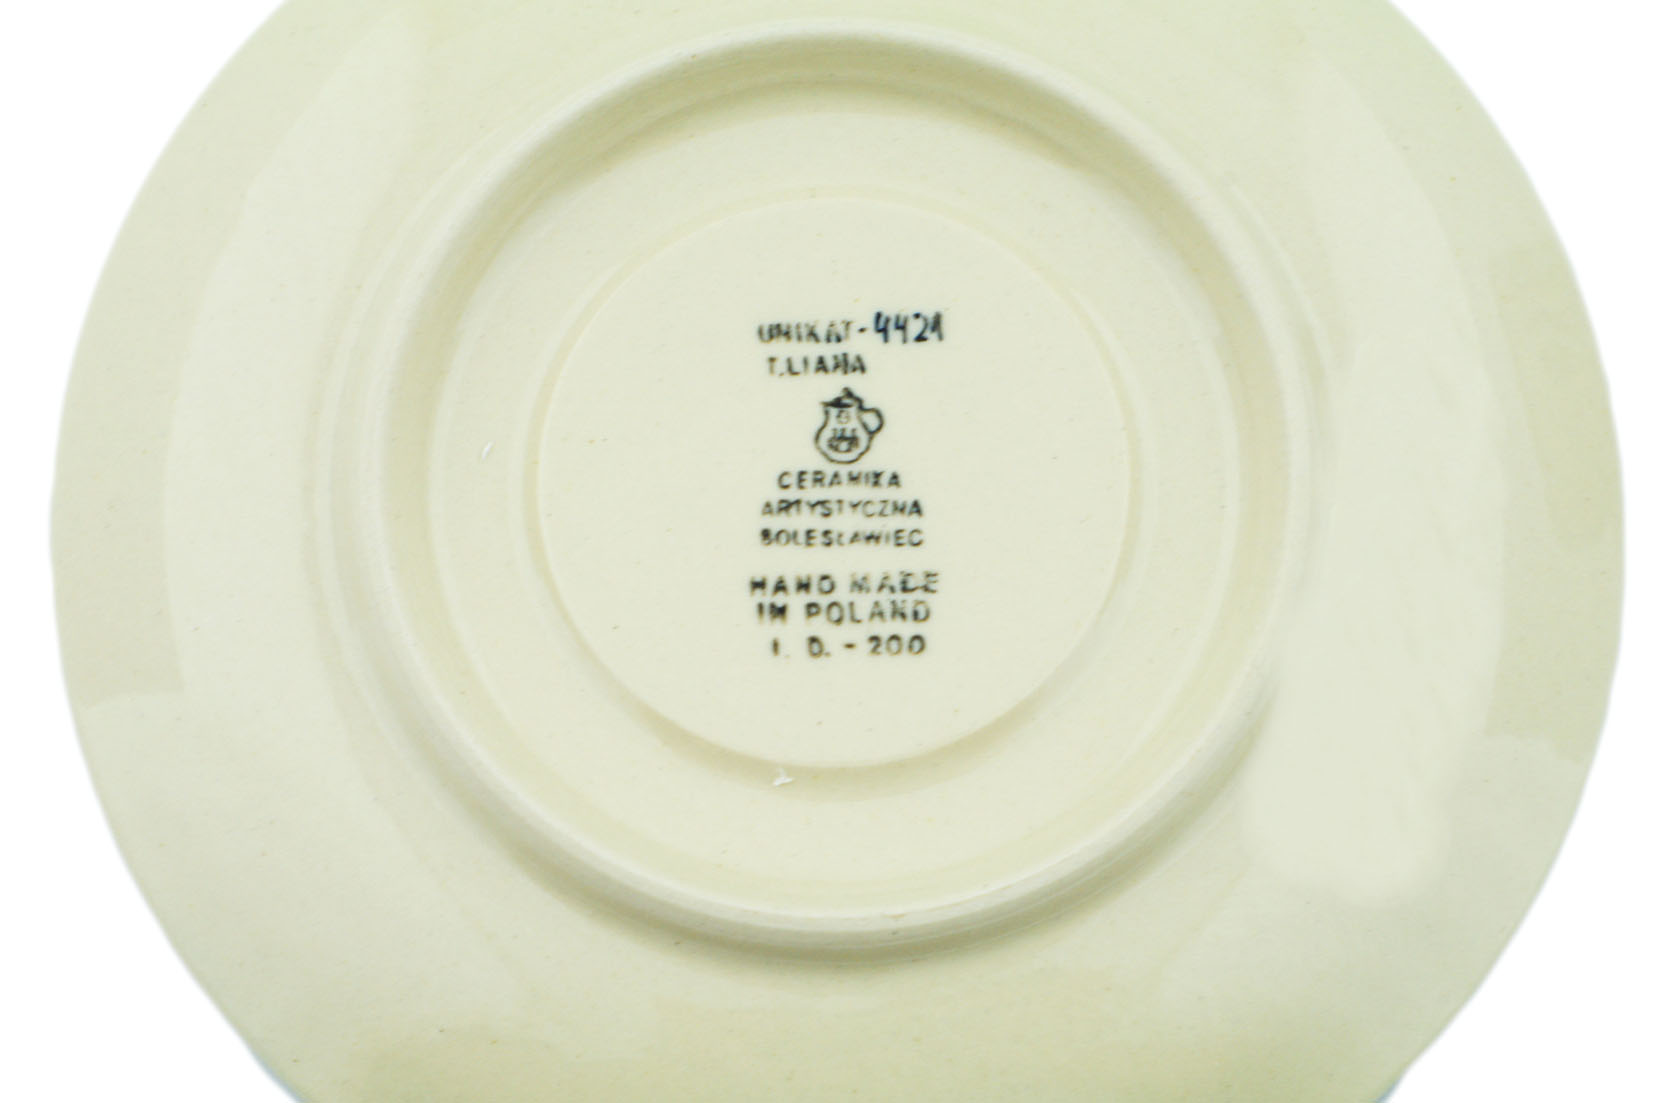 UNIKAT-4421
T.LIANA
CERAMIKA
ARTYSTYCZNA
BOLESŁAWIEC
HAND MADE
IN POLAND
I. D. - 200